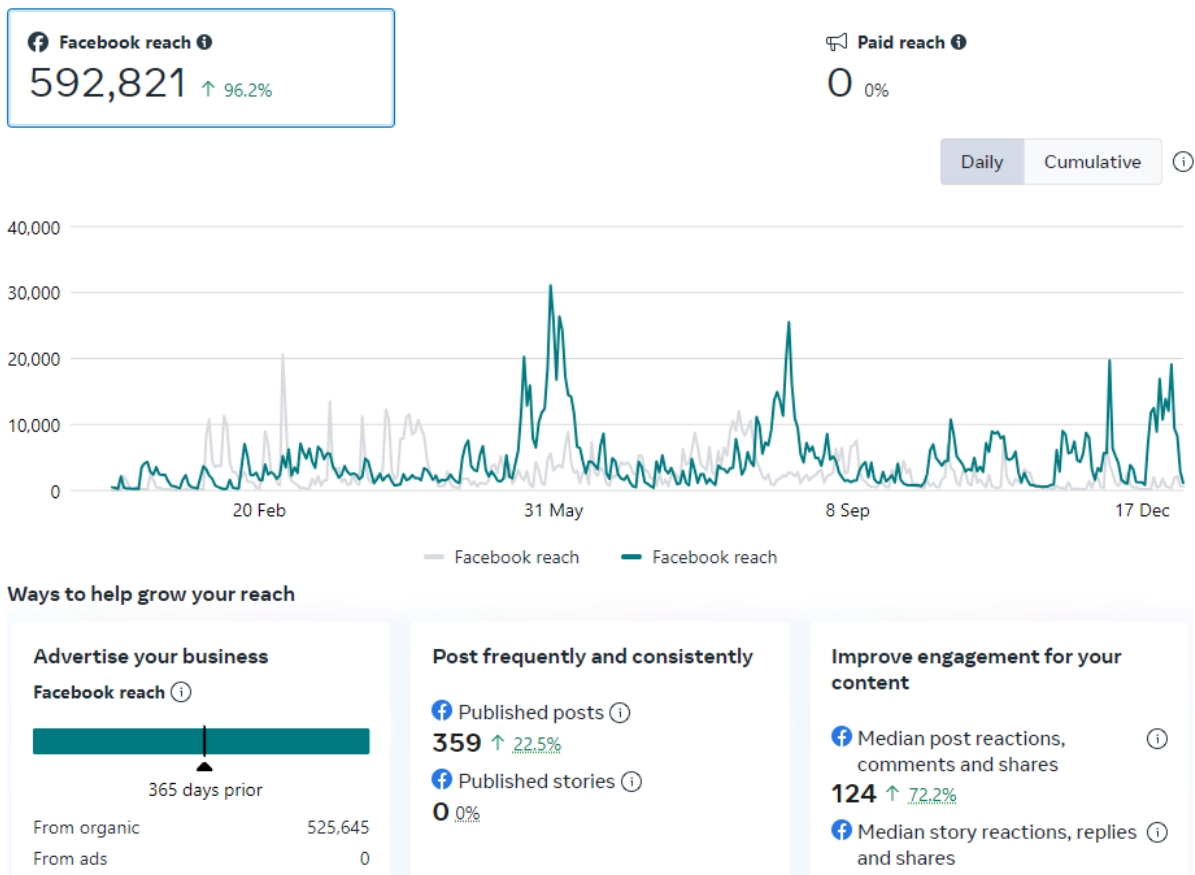 Facebook reach
592,821 ↑ 96.2%
Paid reach
0 0%
Daily Cumulative
40,000
30,000
20,000
10,000
0
20 Feb 31 May 8 Sep 17 Dec
Facebook reach Facebook reach
Ways to help grow your reach
Advertise your business
Facebook reach
365 days prior
From organic 525,645
From ads 0
Post frequently and consistently
Published posts
359 ↑ 22.5%
Published stories
0 0%
Improve engagement for your
content
Median post reactions,
comments and shares
124 ↑ 72.2%
Median story reactions, replies
and shares